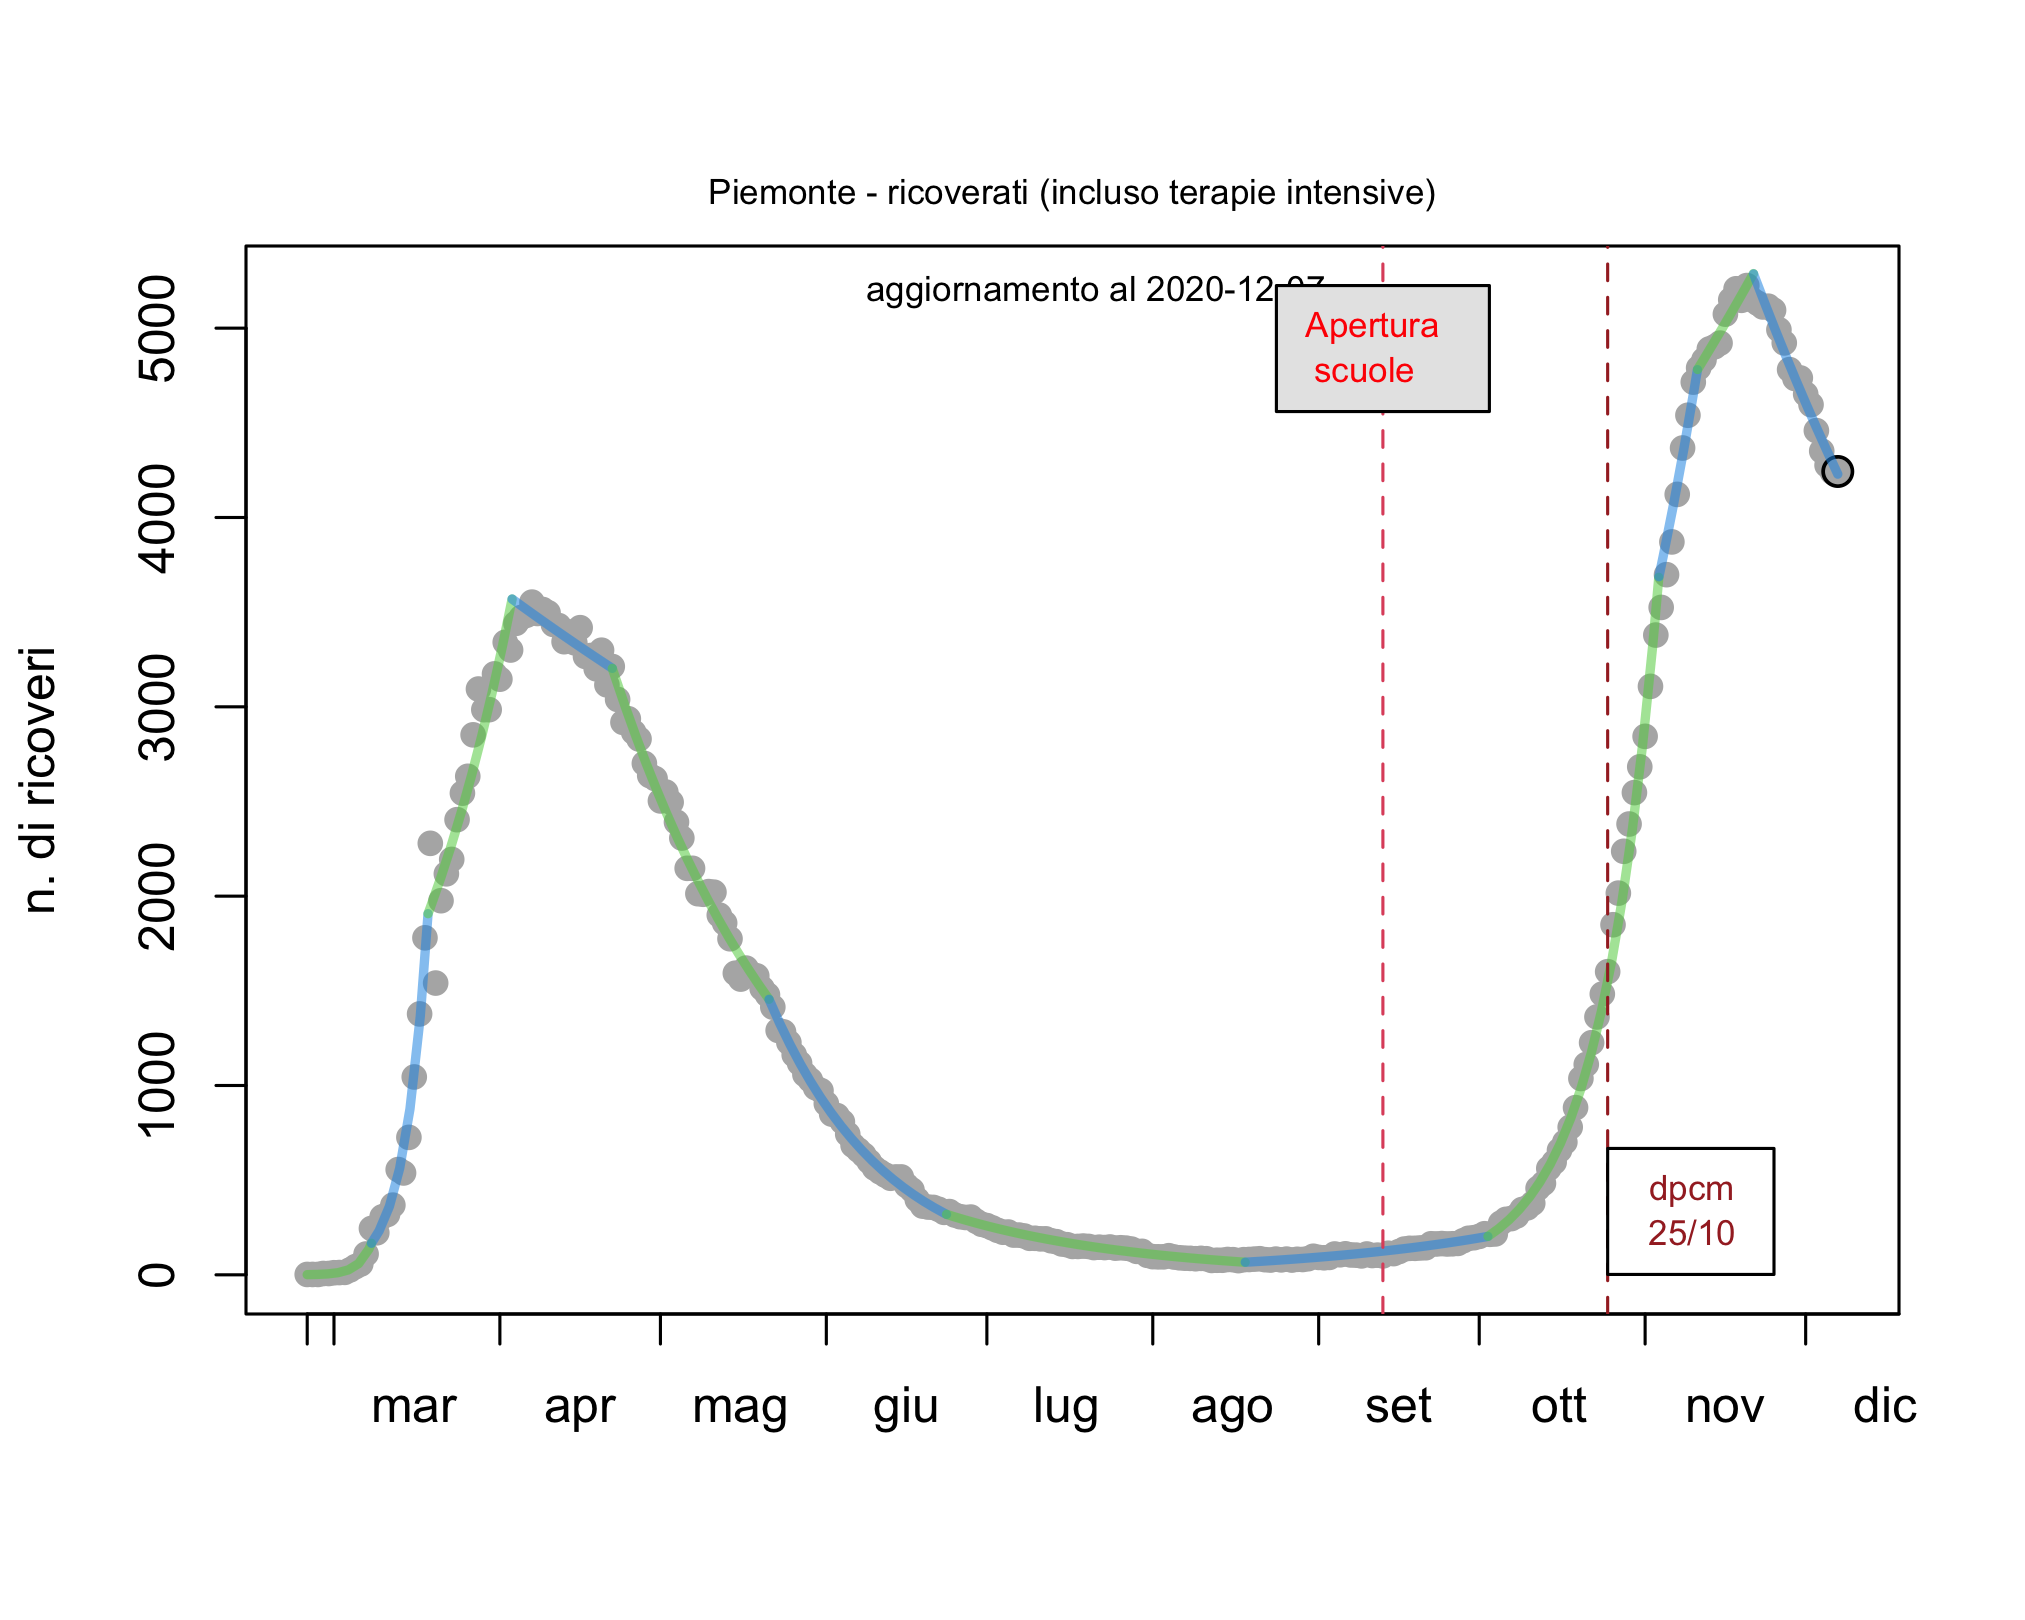 Piemonte - ricoverati (incluso terapie intensive)
aggiornamento al 2020-12-07
Apertura
scuole
n. di ricoveri
5000
4000
3000
2000
1000
0
dpcm
25/10
mar apr mag giu lug ago set ott nov dic